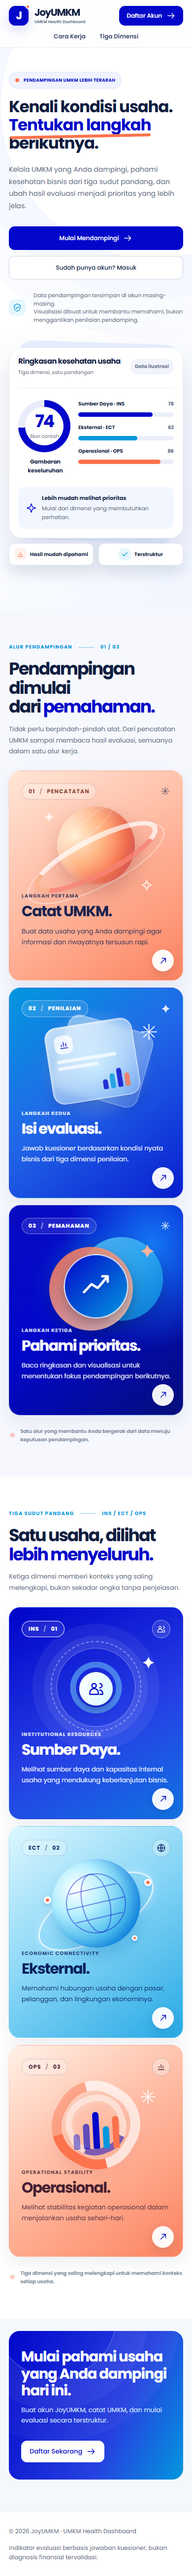 J
JoyUMKM
UMKM Health Dashboard
Daftar Akun
Cara Kerja
Tiga Dimensi
PENDAMPINGAN UMKM LEBIH TERARAH
Kenali kondisi usaha.
Tentukan langkah
berikutnya.
Kelola UMKM yang Anda dampingi, pahami
kesehatan bisnis dari tiga sudut pandang, dan
ubah hasil evaluasi menjadi prioritas yang lebih
jelas.
Mulai Mendampingi
Sudah punya akun? Masuk
Data pendampingan tersimpan di akun masing-
masing.
Visualisasi dibuat untuk membantu memahami, bukan
menggantikan penilaian pendamping.
Ringkasan kesehatan usaha
Tiga dimensi, satu pandangan
Data ilustrasi
74
Skor contoh
Gambaran
keseluruhan
Sumber Daya · INS
78
Eksternal · ECT
62
Operasional · OPS
86
Lebih mudah melihat prioritas
Mulai dari dimensi yang membutuhkan
perhatian.
Hasil mudah dipahami
Terstruktur
ALUR PENDAMPINGAN
01 / 03
Pendampingan
dimulai
dari pemahaman.
Tidak perlu berpindah-pindah alat. Dari pencatatan
UMKM sampai membaca hasil evaluasi, semuanya
dalam satu alur kerja.
01 / PENCATATAN
LANGKAH PERTAMA
Catat UMKM.
Buat data usaha yang Anda dampingi agar
informasi dan riwayatnya tersusun rapi.
02 / PENILAIAN
LANGKAH KEDUA
Isi evaluasi.
Jawab kuesioner berdasarkan kondisi nyata
bisnis dari tiga dimensi penilaian.
03 / PEMAHAMAN
LANGKAH KETIGA
Pahami prioritas.
Baca ringkasan dan visualisasi untuk
menentukan fokus pendampingan berikutnya.
Satu alur yang membantu Anda bergerak dari data menuju
keputusan pendampingan.
TIGA SUDUT PANDANG
INS / ECT / OPS
Satu usaha, dilihat
lebih menyeluruh.
Ketiga dimensi memberi konteks yang saling
melengkapi, bukan sekadar angka tanpa penjelasan.
INS / 01
INSTITUTIONAL RESOURCES
Sumber Daya.
Melihat sumber daya dan kapasitas internal
usaha yang mendukung keberlanjutan bisnis.
ECT / 02
ECONOMIC CONNECTIVITY
Eksternal.
Memahami hubungan usaha dengan pasar,
pelanggan, dan lingkungan ekonominya.
OPS / 03
OPERATIONAL STABILITY
Operasional.
Melihat stabilitas kegiatan operasional dalam
menjalankan usaha sehari-hari.
Tiga dimensi yang saling melengkapi untuk memahami konteks
setiap usaha.
Mulai pahami usaha
yang Anda dampingi
hari ini.
Buat akun JoyUMKM, catat UMKM, dan mulai
evaluasi secara terstruktur.
Daftar Sekarang
© 2026 JoyUMKM · UMKM Health Dashboard
Indikator evaluasi berbasis jawaban kuesioner, bukan
diagnosis finansial tervalidasi.